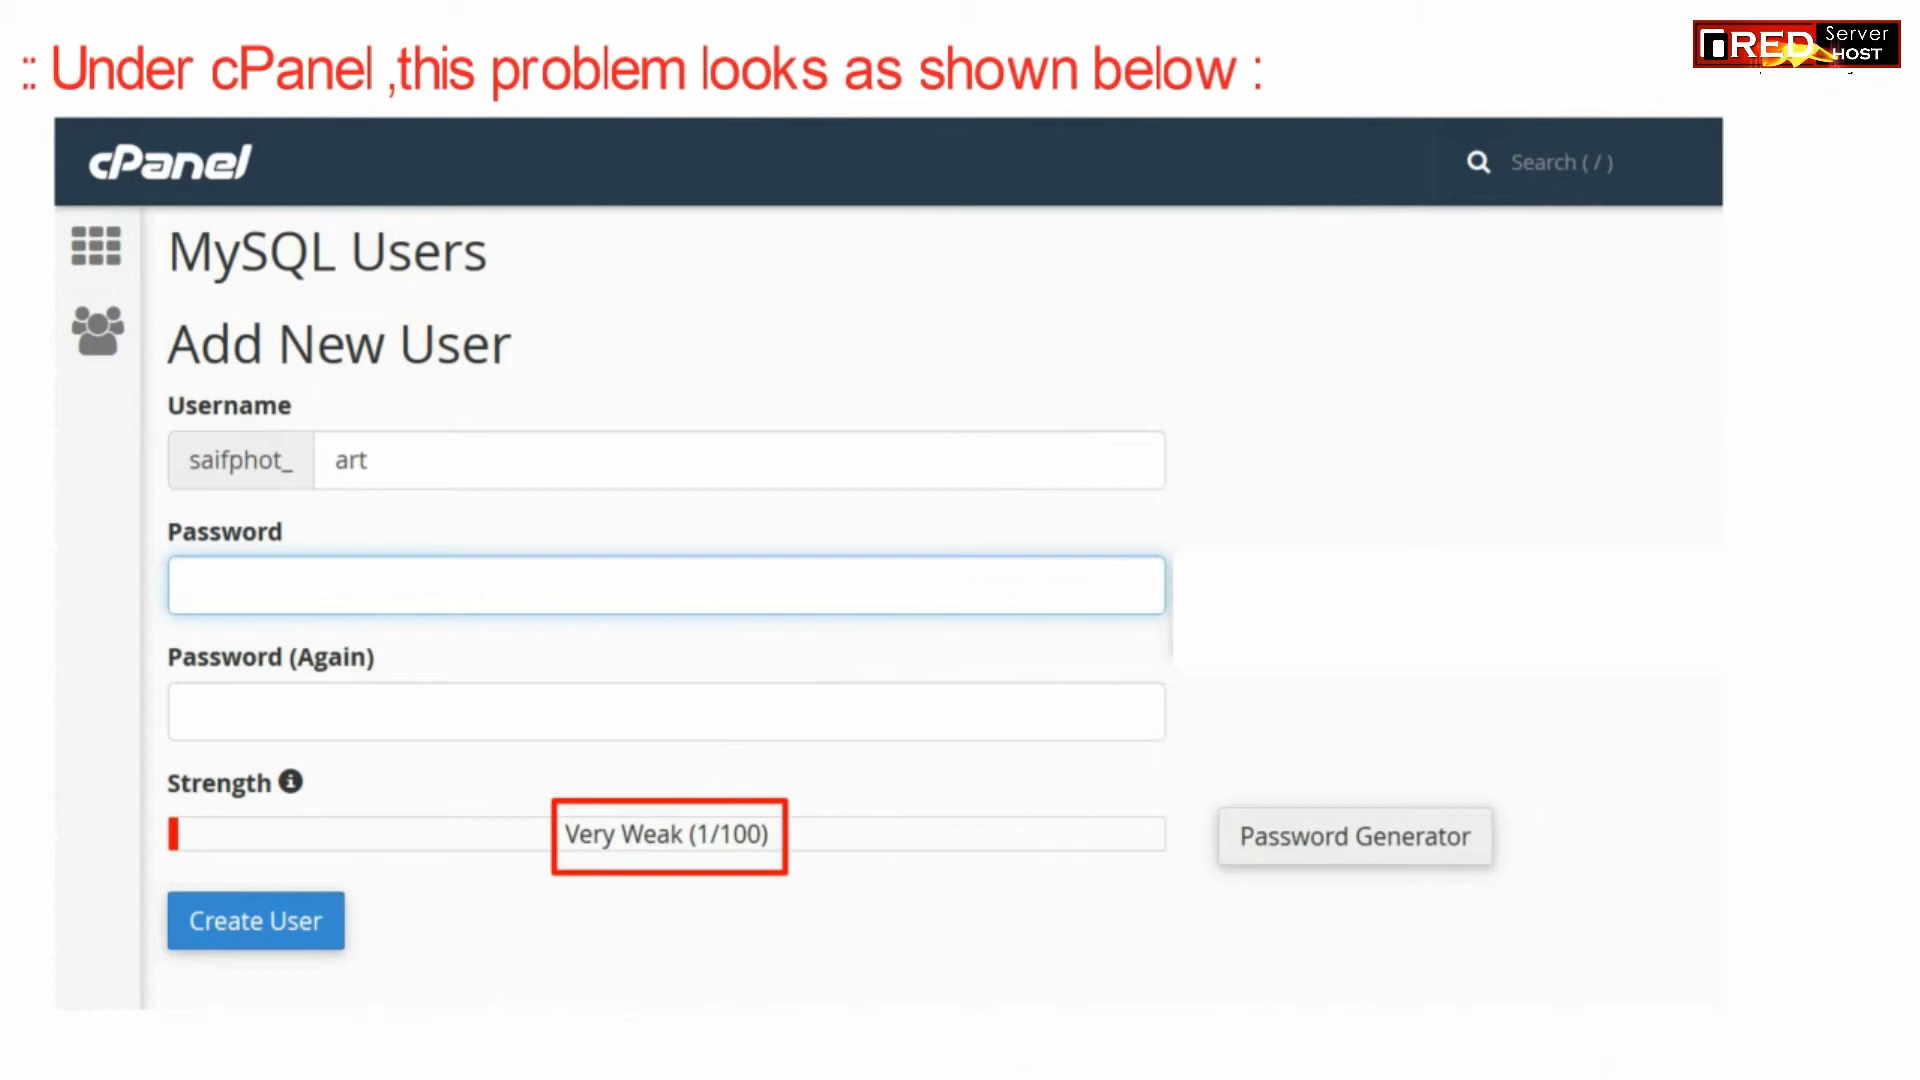 :: Under cPanel ,this problem looks as shown below :
RED Server HOST
cPanel
Search ( / )
MySQL Users
Add New User
Username
saifphot_ art
Password
Password (Again)
Strength
Very Weak (1/100)
Password Generator
Create User